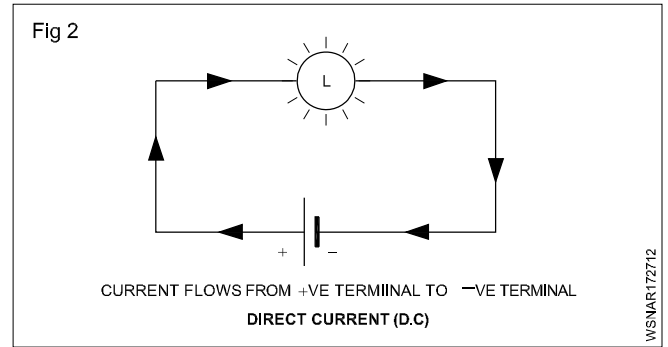 Fig 2
L
+ −
CURRENT FLOWS FROM +VE TERMIINAL TO −VE TERMINAL
DIRECT CURRENT (D.C)
WSNAR172712